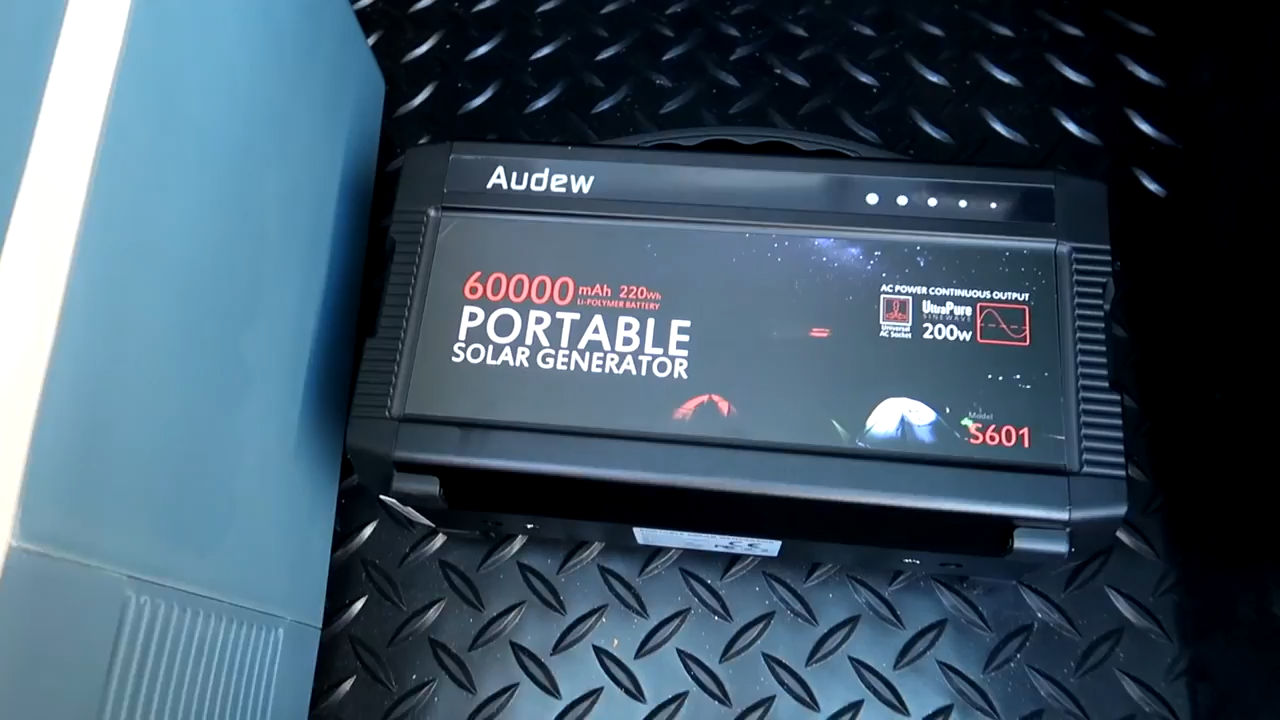 Audew
60000 mAh 220Wh
Li-POLYMER BATTERY
PORTABLE
SOLAR GENERATOR
AC POWER CONTINUOUS OUTPUT
UltraPure
SINEWAVE
200w
Universal
AC Socket
Model
S601